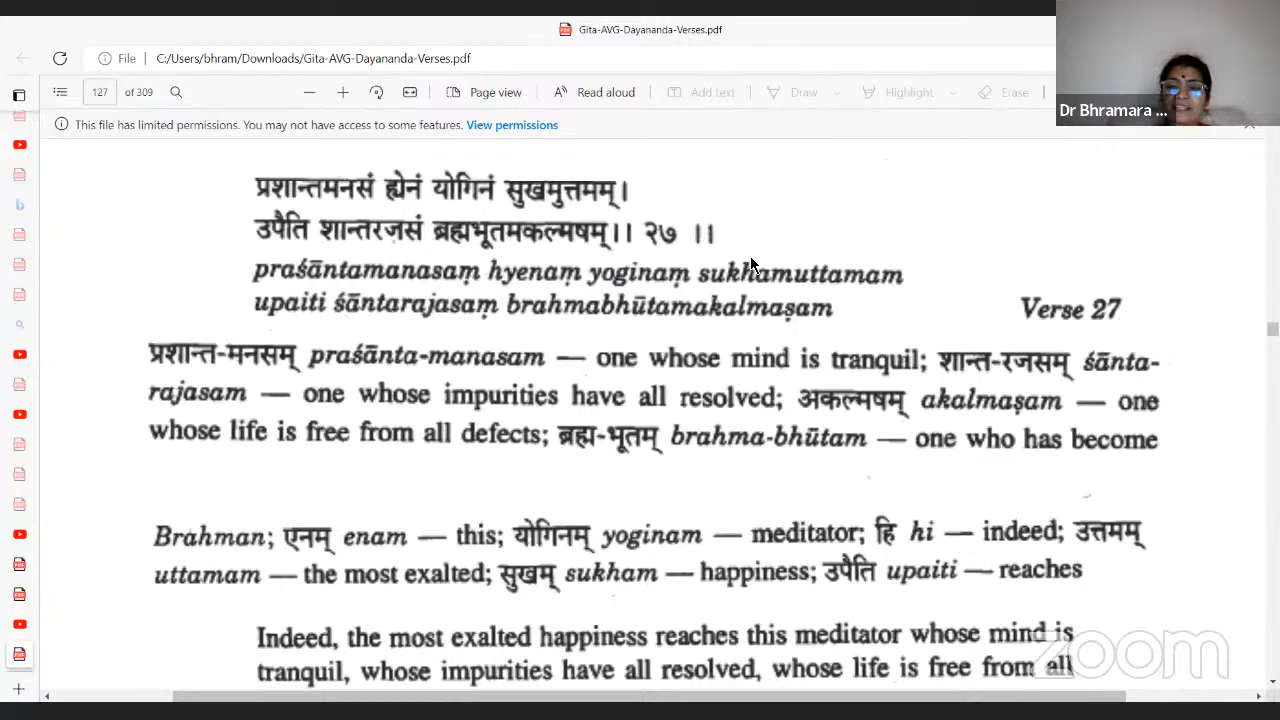 Gita-AVG-Dayananda-Verses.pdf
File | C:/Users/bhram/Downloads/Gita-AVG-Dayananda-Verses.pdf
127 of 309 Page view Read aloud Add text Draw Highlight Erase
Dr Bhramara ...
This file has limited permissions. You may not have access to some features. View permissions
प्रशान्तमनसं ह्येनं योगिनं सुखमुत्तमम्।
उपैति शान्तरजसं ब्रह्मभूतमकल्मषम्।। २७ ।।
praśāntamanasaṃ hyenaṃ yoginaṃ sukhamuttamam
upaiti śāntarajasaṃ brahmabhūtamakalmaṣam Verse 27
प्रशान्त-मनसम् praśānta-manasam — one whose mind is tranquil; शान्त-रजसम् śānta-
rajasam — one whose impurities have all resolved; अकल्मषम् akalmaṣam — one
whose life is free from all defects; ब्रह्म-भूतम् brahma-bhūtam — one who has become
Brahman; एनम् enam — this; योगिनम् yoginam — meditator; हि hi — indeed; उत्तमम्
uttamam — the most exalted; सुखम् sukham — happiness; उपैति upaiti — reaches
Indeed, the most exalted happiness reaches this meditator whose mind is
tranquil, whose impurities have all resolved, whose life is free from all
zoom